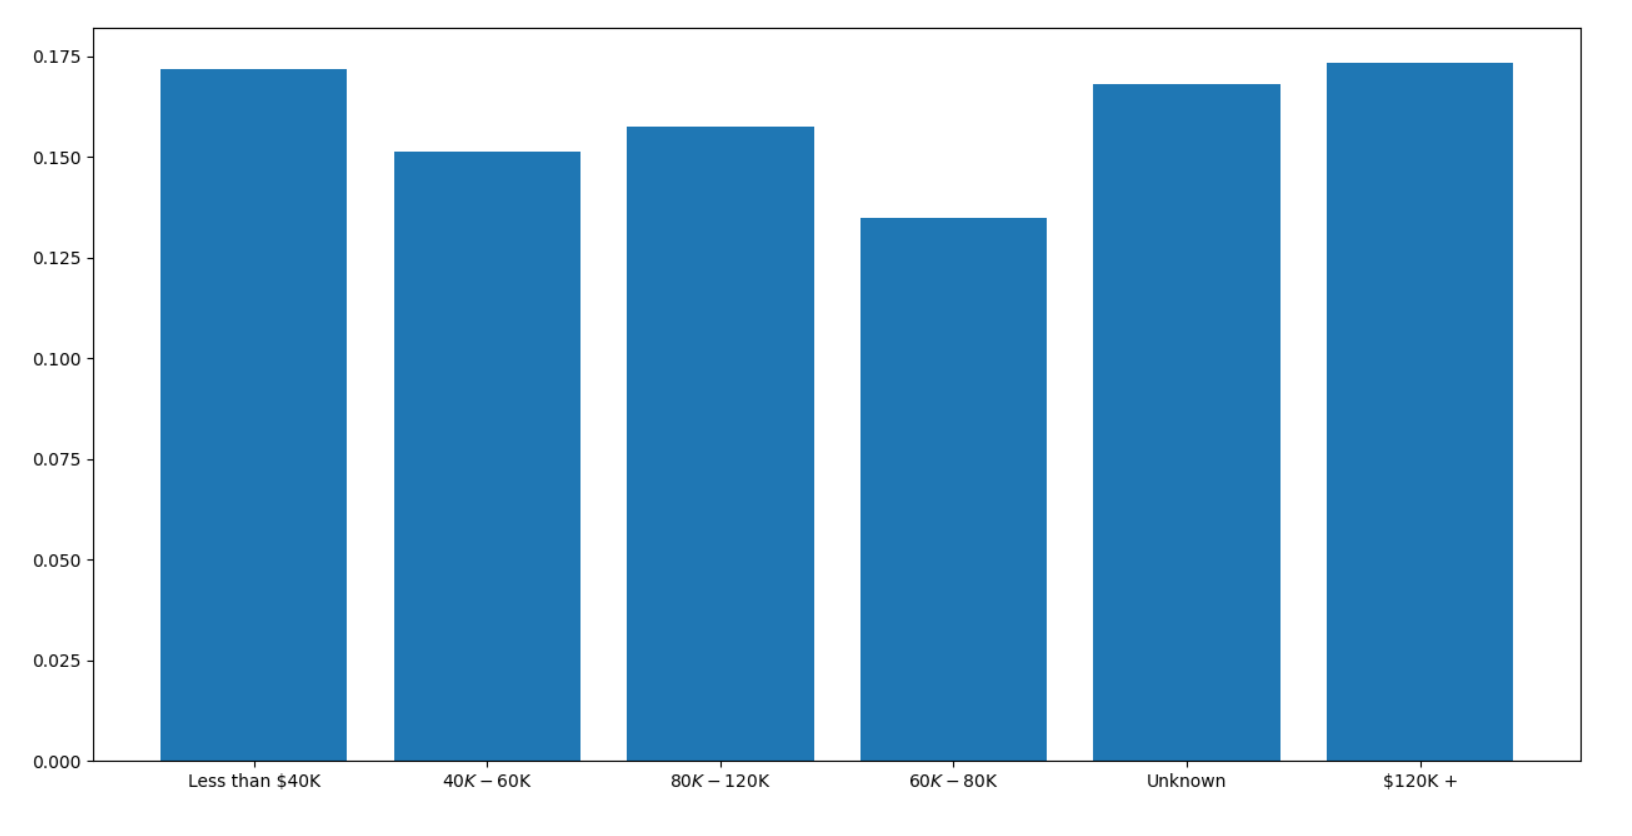 0.175
0.150
0.125
0.100
0.075
0.050
0.025
0.000
Less than $40K
40K − 60K
80K − 120K
60K − 80K
Unknown
$120K +